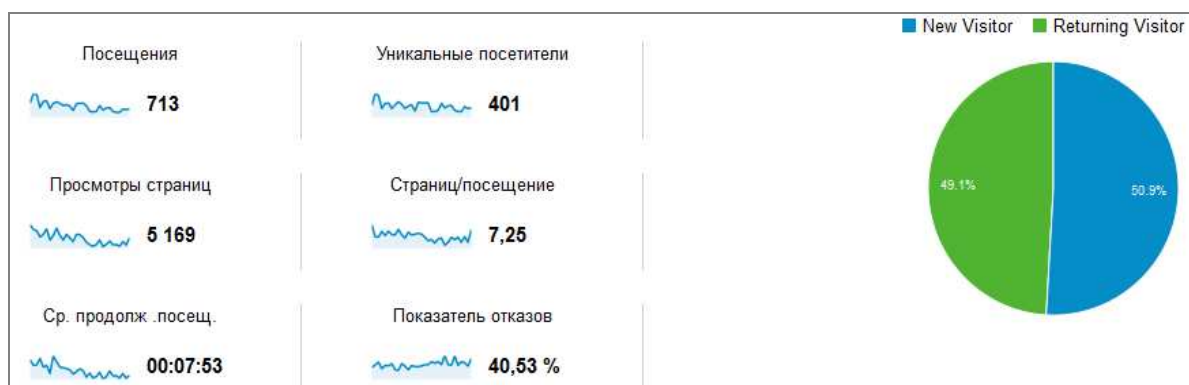 New Visitor Returning Visitor
Посещения Уникальные посетители
713 401
Просмотры страниц Страниц/посещение
5 169 7,25
Ср. продолж .посещ. Показатель отказов
00:07:53 40,53 %
49.1% 50.9%